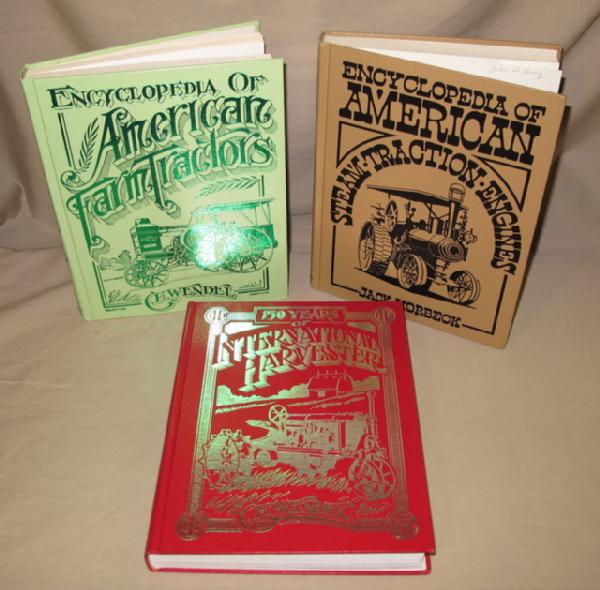 ENCYCLOPEDIA OF
American
Farm Tractors
C.H. WENDEL
ENCYCLOPEDIA OF
AMERICAN
STEAM·TRACTION·ENGINES
JACK NORBECK
150 YEARS
OF
INTERNATIONAL
HARVESTER
C.H. WENDEL